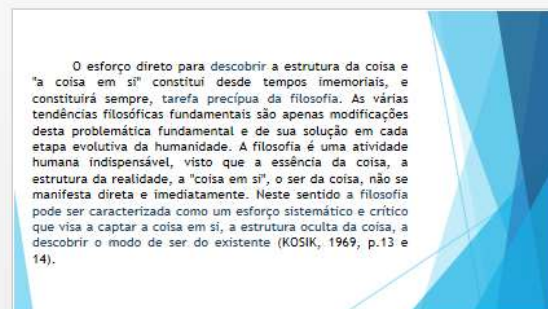 O esforço direto para descobrir a estrutura da coisa e
"a coisa em si" constitui desde tempos imemoriais, e
constituirá sempre, tarefa precípua da filosofia. As várias
tendências filosóficas fundamentais são apenas modificações
desta problemática fundamental e de sua solução em cada
etapa evolutiva da humanidade. A filosofia é uma atividade
humana indispensável, visto que a essência da coisa, a
estrutura da realidade, a "coisa em si", o ser da coisa, não se
manifesta direta e imediatamente. Neste sentido a filosofia
pode ser caracterizada como um esforço sistemático e crítico
que visa a captar a coisa em si, a estrutura oculta da coisa, a
descobrir o modo de ser do existente (KOSIK, 1969, p.13 e
14).